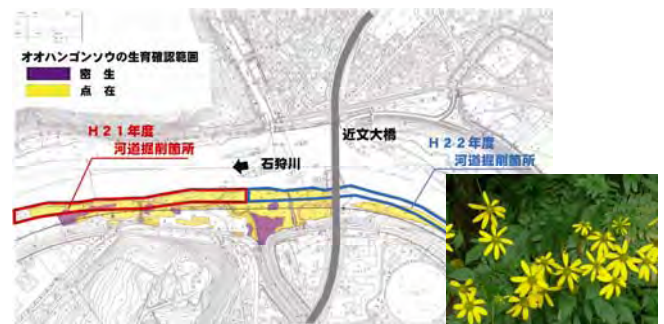 オオハンゴンソウの生育確認範囲
密 生
点 在
H21年度
河道掘削箇所
石狩川
近文大橋
H22年度
河道掘削箇所